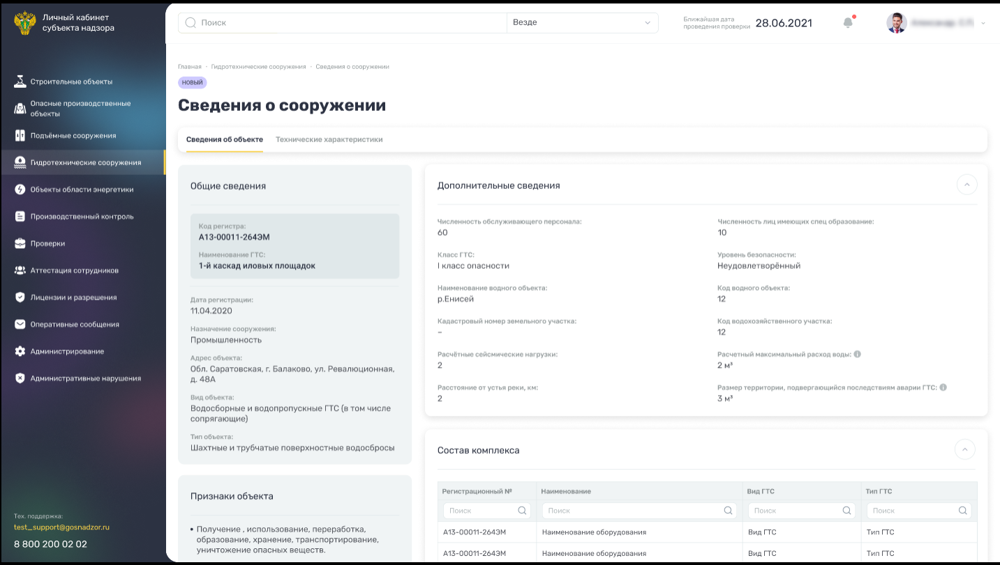 Личный кабинет
субъекта надзора
Поиск
Везде
Ближайшая дата
проведения проверки
28.06.2021
Строительные объекты
Опасные производственные
объекты
Подъёмные сооружения
Гидротехнические сооружения
Объекты области энергетики
Производственный контроль
Проверки
Аттестация сотрудников
Лицензии и разрешения
Оперативные сообщения
Администрирование
Административные нарушения
Тех. поддержка:
test_support@gosnadzor.ru
8 800 200 02 02
Главная · Гидротехнические сооружения · Сведения о сооружении
НОВЫЙ
Сведения о сооружении
Сведения об объекте Технические характеристики
Общие сведения
Код регистра:
А13-00011-264ЭМ
Наименование ГТС:
1-й каскад иловых площадок
Дата регистрации:
11.04.2020
Назначение сооружения:
Промышленность
Адрес объекта:
Обл. Саратовская, г. Балаково, ул. Революционная,
д. 48А
Вид объекта:
Водосборные и водопропускные ГТС (в том числе
сопрягающие)
Тип объекта:
Шахтные и трубчатые поверхностные водосбросы
Признаки объекта
• Получение , использование, переработка,
образование, хранение, транспортирование,
уничтожение опасных веществ.
Дополнительные сведения
Численность обслуживающего персонала:
60
Численность лиц имеющих спец образование:
10
Класс ГТС:
I класс опасности
Уровень безопасности:
Неудовлетворённый
Наименование водного объекта:
р.Енисей
Код водного объекта:
12
Кадастровый номер земельного участка:
–
Код водохозяйственного участка:
12
Расчётные сейсмические нагрузки:
2
Расчетный максимальный расход воды:
2 м³
Расстояние от устья реки, км:
2
Размер территории, подвергающийся последствиям аварии ГТС:
3 м³
Состав комплекса
Регистрационный № Наименование Вид ГТС Тип ГТС
Поиск Поиск Поиск Поиск
А13-00011-264ЭМ Наименование оборудования Вид ГТС Тип ГТС
А13-00011-264ЭМ Наименование оборудования Вид ГТС Тип ГТС